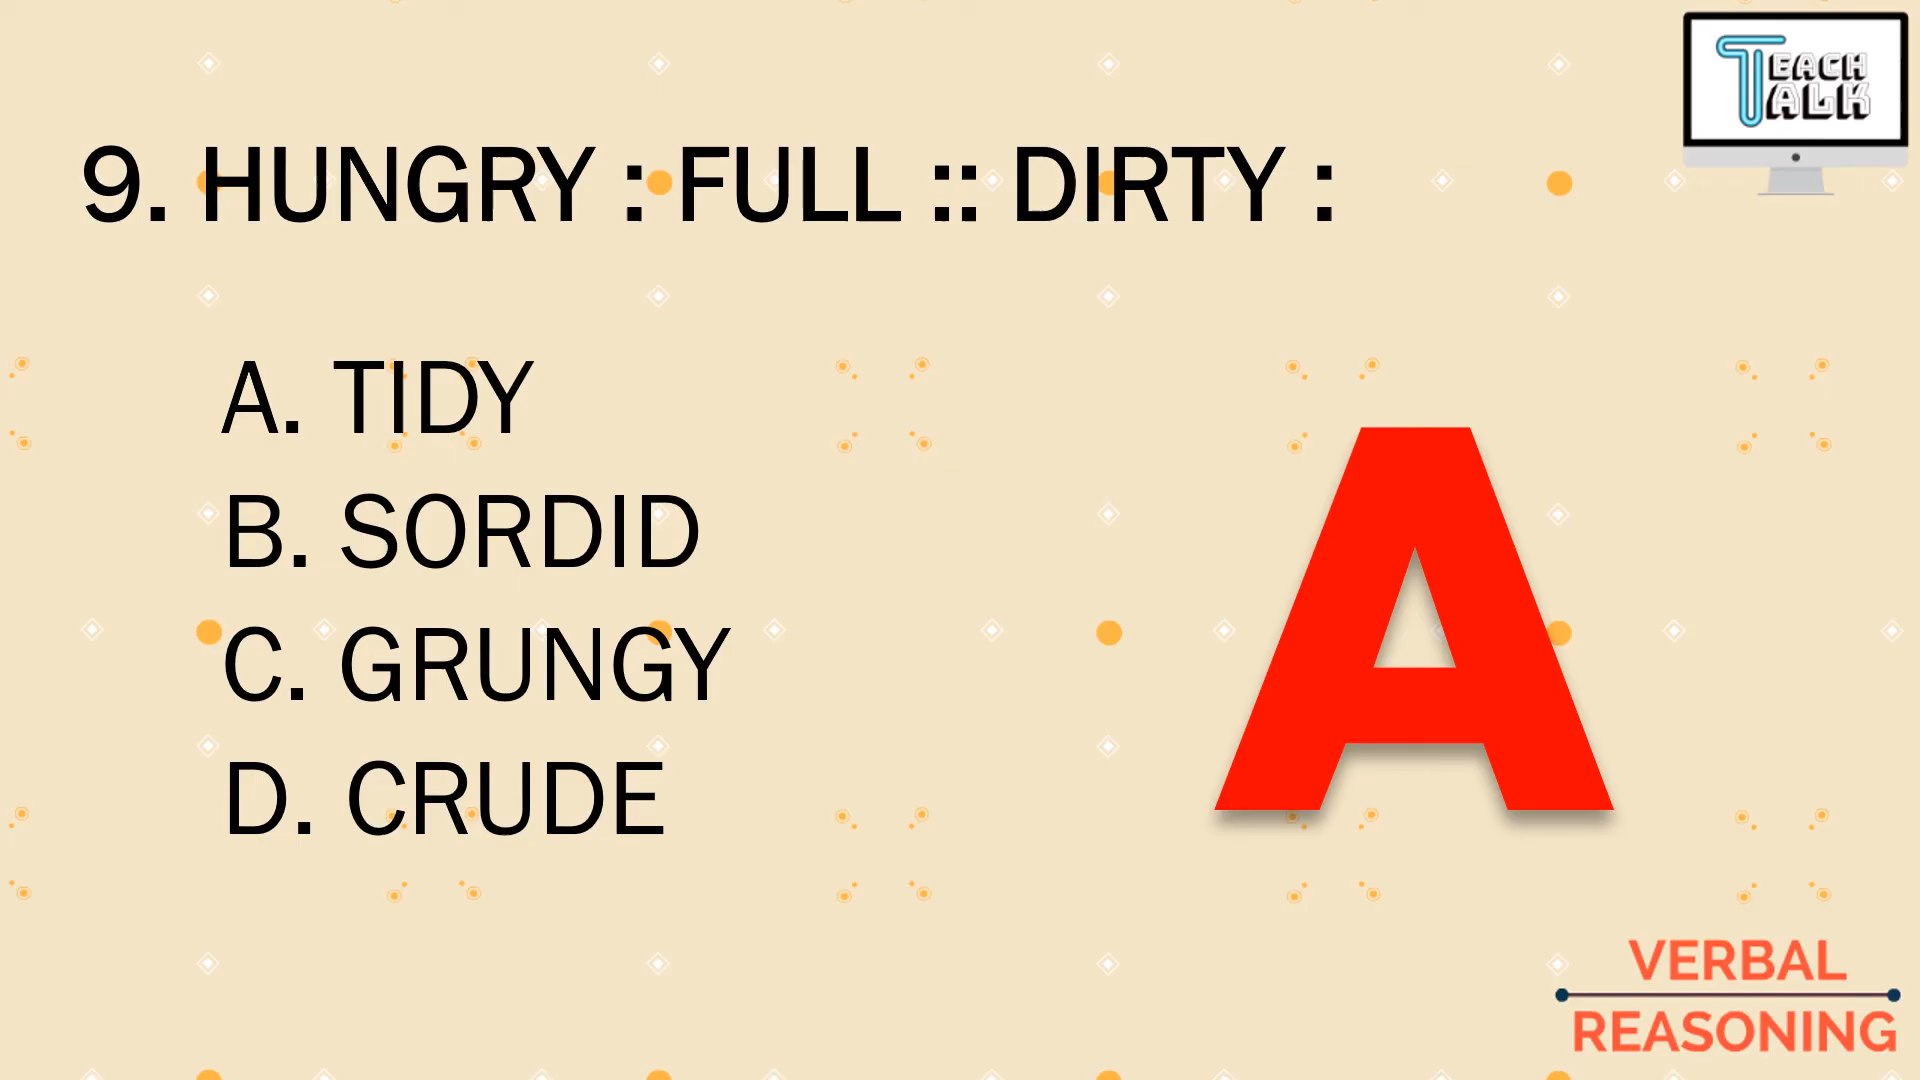 TEACH
TALK
9. HUNGRY : FULL :: DIRTY :
A. TIDY
B. SORDID
C. GRUNGY
D. CRUDE
A
VERBAL
REASONING